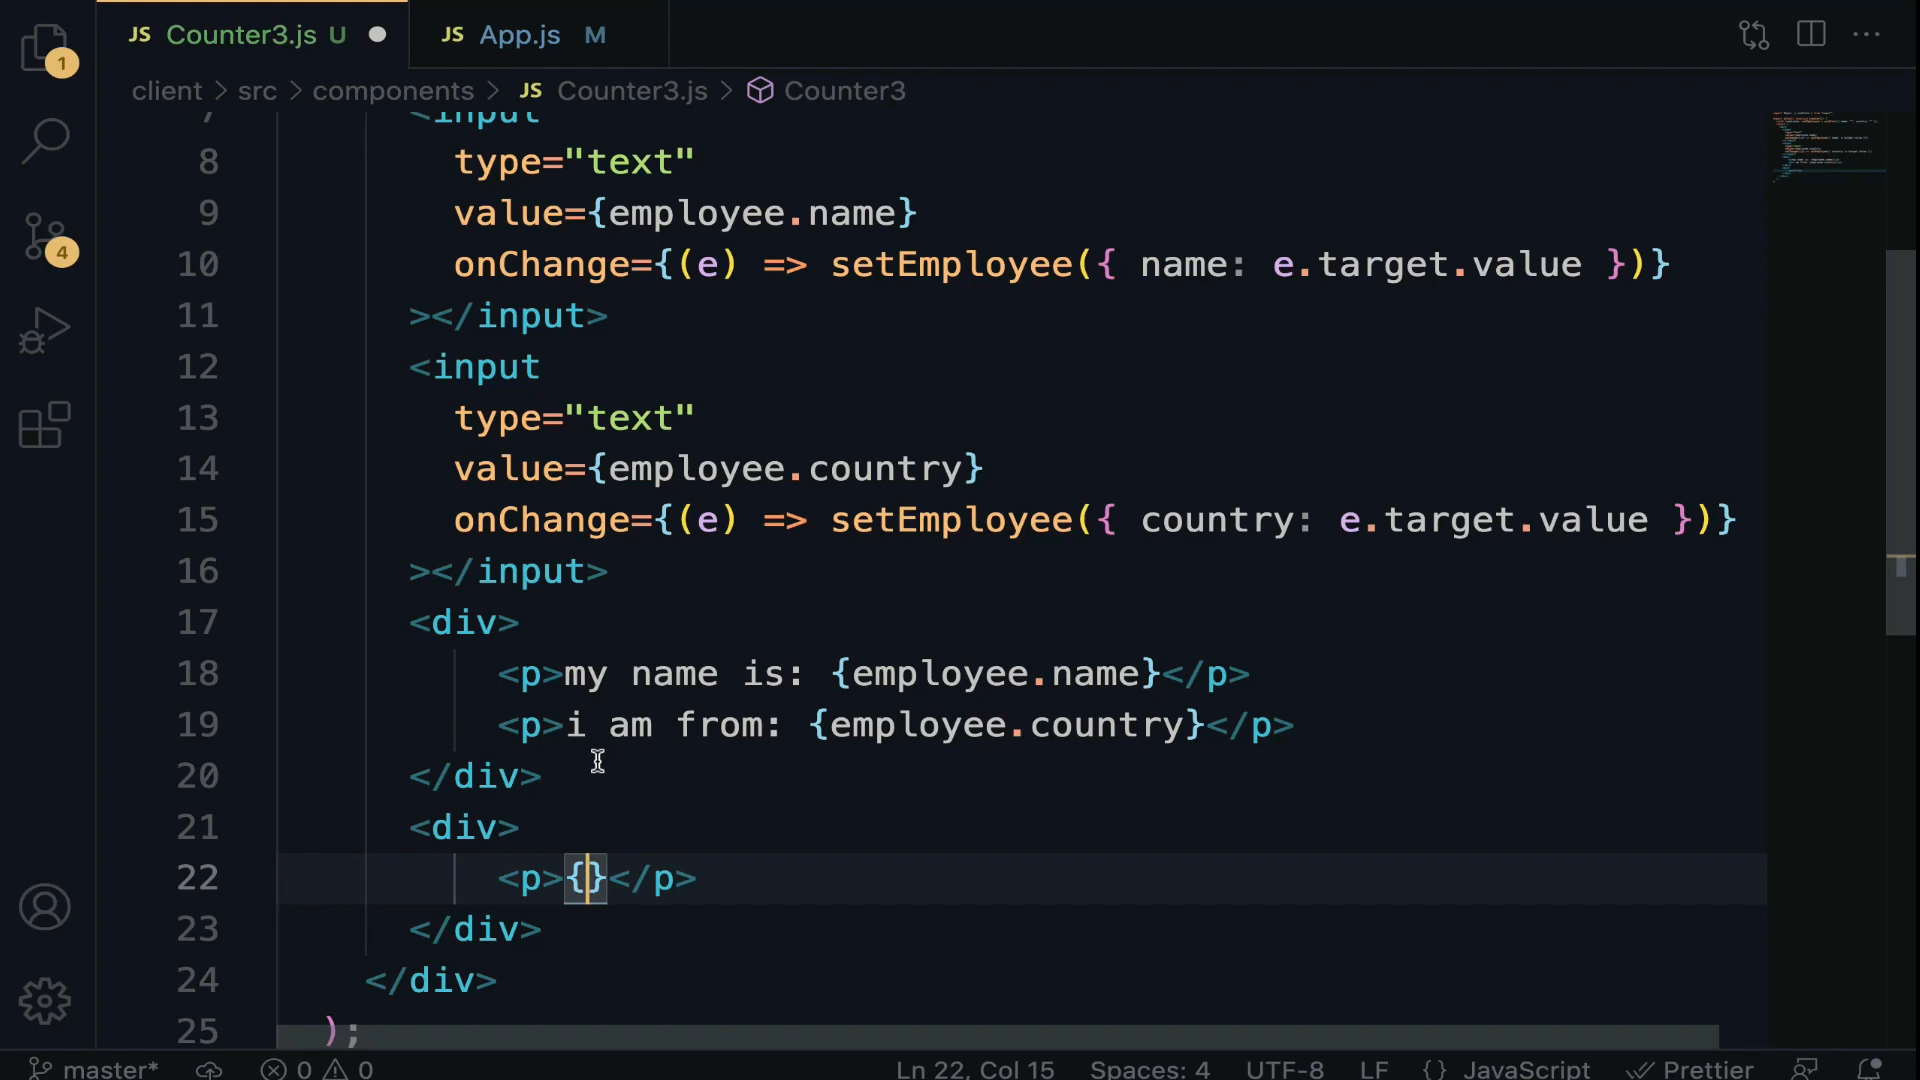 JS Counter3.js U JS App.js M
1
client > src > components > JS Counter3.js > Counter3
7 <input
8 type="text"
9 value={employee.name}
4
10 onChange={(e) => setEmployee({ name: e.target.value })}
11 ></input>
12 <input
13 type="text"
14 value={employee.country}
15 onChange={(e) => setEmployee({ country: e.target.value })}
16 ></input>
17 <div>
18 <p>my name is: {employee.name}</p>
19 <p>i am from: {employee.country}</p>
20 </div>
21 <div>
22 <p>{}</p>
23 </div>
24 </div>
25 );
master* 0 0 Ln 22, Col 15 Spaces: 4 UTF-8 LF {} JavaScript Prettier